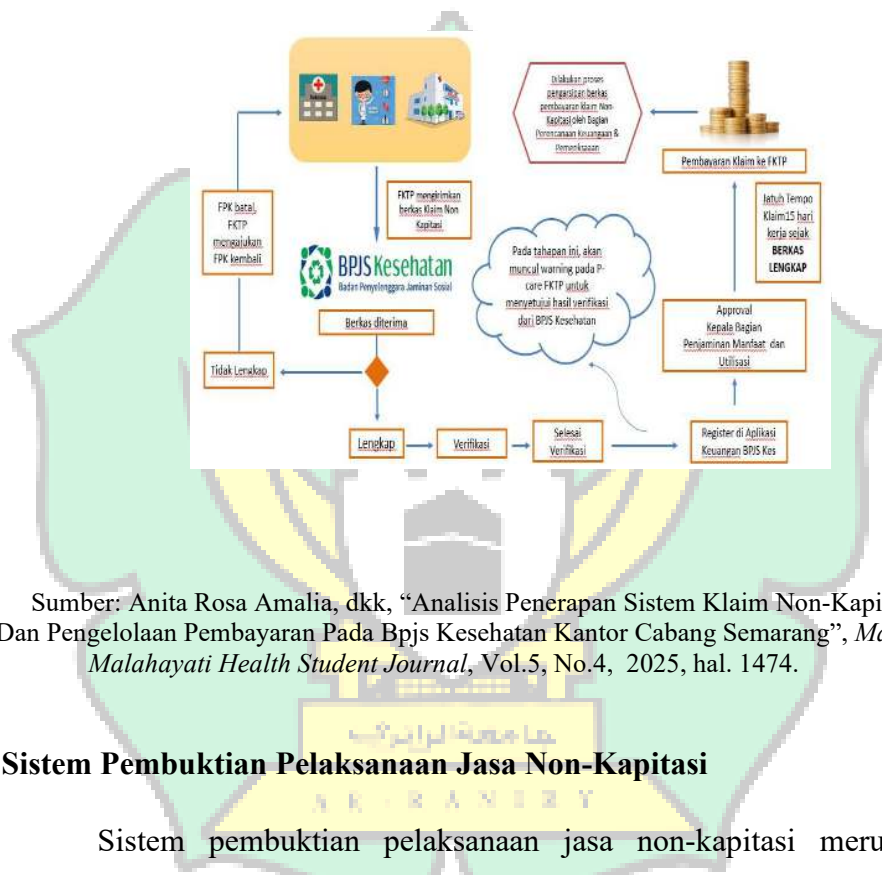 Dilakukan proses
pengarsipan berkas
pembayaran klaim Non-
Kapitasi oleh Bagian
Perencanaan Keuangaan &
Pemeriksaan
Pembayaran Klaim ke FKTP
FPK batal,
FKTP
mengajukan
FPK kembali
FKTP mengirimkan
berkas Klaim Non
Kapitasi
Jatuh Tempo
Klaim15 hari
kerja sejak
BERKAS
LENGKAP
BPJS Kesehatan
Badan Penyelenggara Jaminan Sosial
Pada tahapan ini, akan
muncul warning pada P-
care FKTP untuk
menyetujui hasil verifikasi
dari BPJS Kesehatan
Berkas diterima
Approval
Kepala Bagian
Penjaminan Manfaat dan
Utilisasi
Tidak Lengkap
Lengkap
Verifikasi
Selesai
Verifikasi
Register di Aplikasi
Keuangan BPJS Kes
Sumber: Anita Rosa Amalia, dkk, “Analisis Penerapan Sistem Klaim Non-Kapi
Dan Pengelolaan Pembayaran Pada Bpjs Kesehatan Kantor Cabang Semarang”, Ma
Malahayati Health Student Journal, Vol.5, No.4, 2025, hal. 1474.
Sistem Pembuktian Pelaksanaan Jasa Non-Kapitasi
Sistem pembuktian pelaksanaan jasa non-kapitasi meru